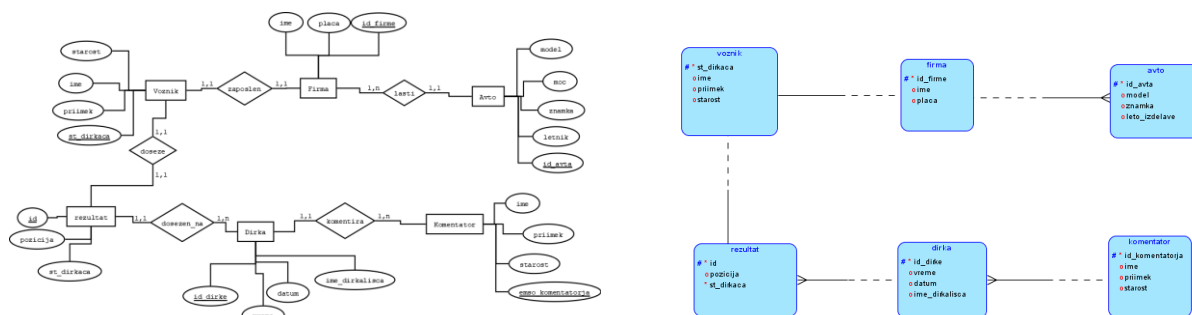 ime
placa
id_firme
starost
model
ime
Voznik
1,1
zaposlen
1,1
Firma
1,n
lasti
1,1
Avto
moc
znamka
priimek
st_dirkaca
letnik
id_avta
1,1
doseze
1,1
id
rezultat
1,1
dosezen_na
1,n
Dirka
1,1
komentira
1,n
Komentator
ime
priimek
pozicija
st_dirkaca
starost
id_dirke
datum
ime_dirkalisca
emso_komentatorja
voznik
# * st_dirkaca
o ime
o priimek
o starost
firma
# * id_firme
o ime
o placa
avto
# * id_avta
o model
o znamka
o leto_izdelave
rezultat
# * id
o pozicija
* st_dirkaca
dirka
# * id_dirke
o vreme
o datum
o ime_dirkalisca
komentator
# * id_komentatorja
o ime
o priimek
o starost